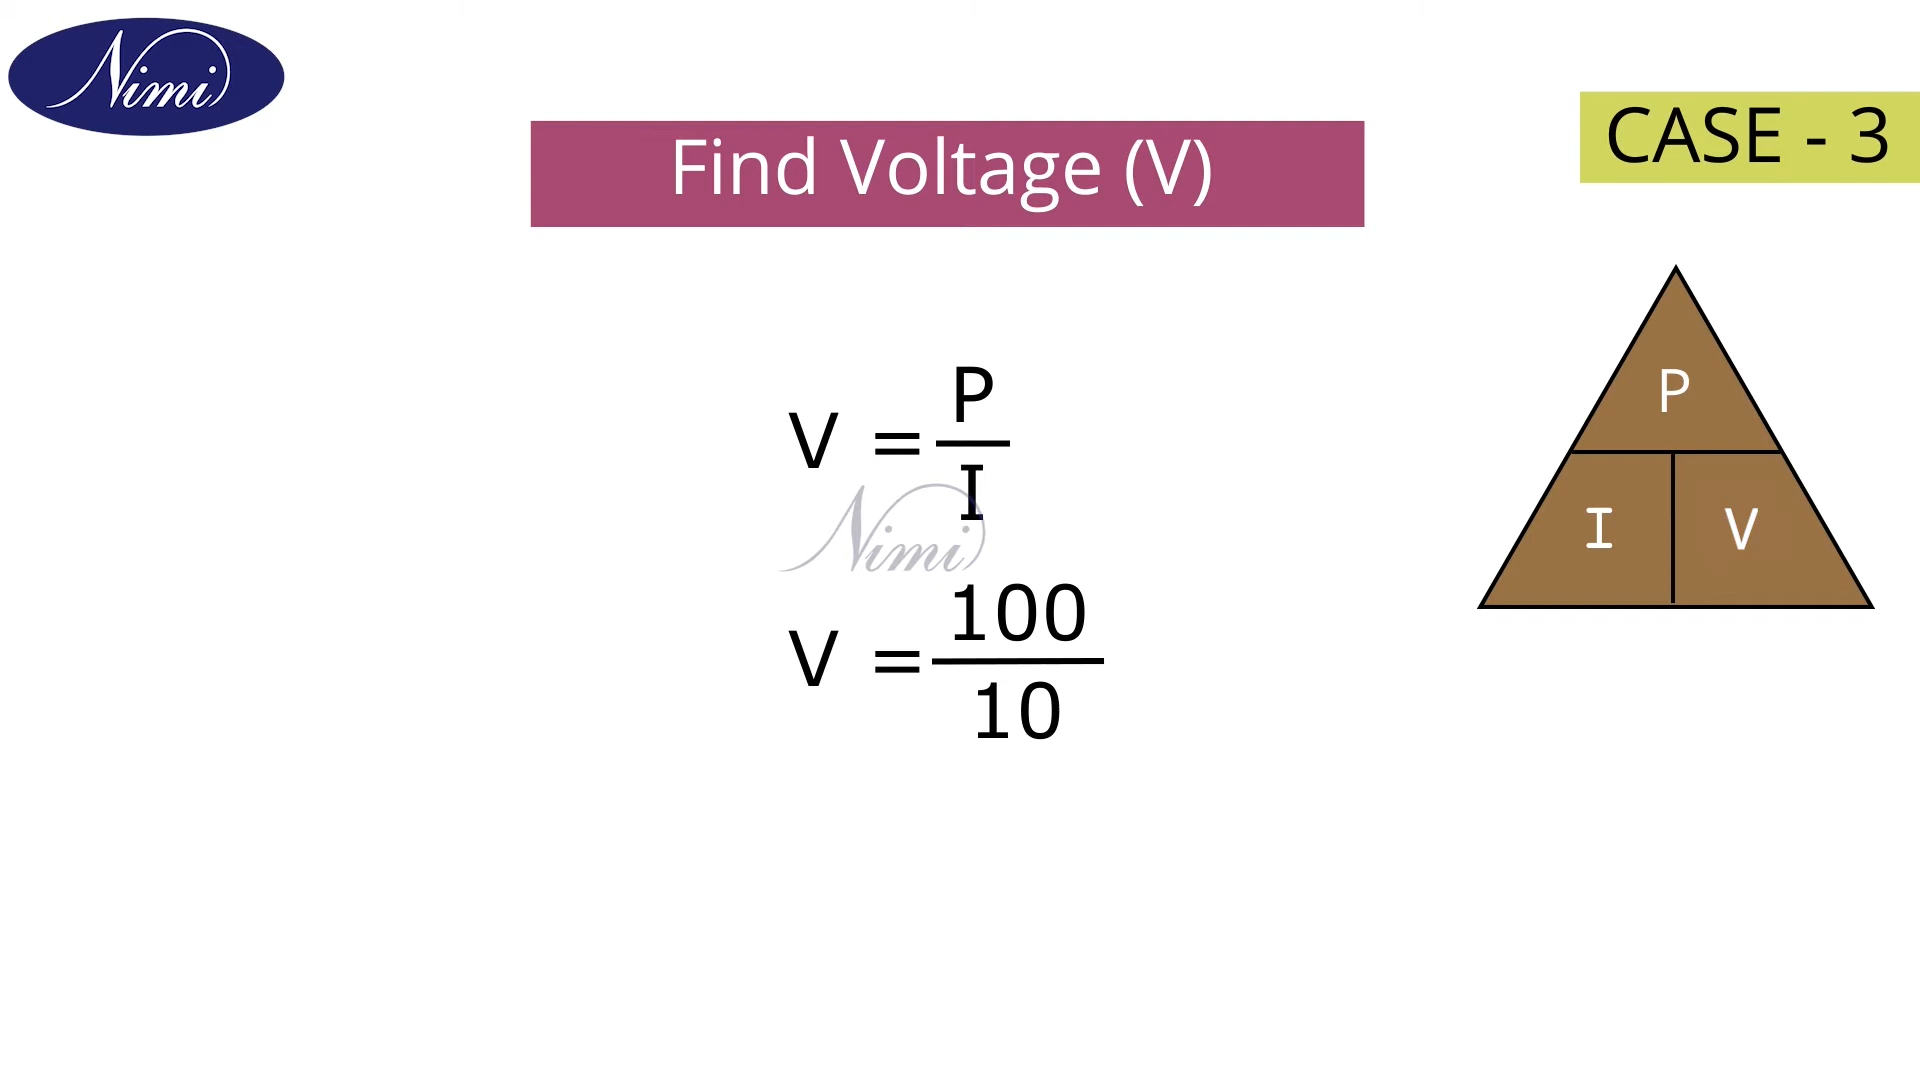 Nimi
CASE - 3
Find Voltage (V)
V = P / I
Nimi
V = 100 / 10
P
I V